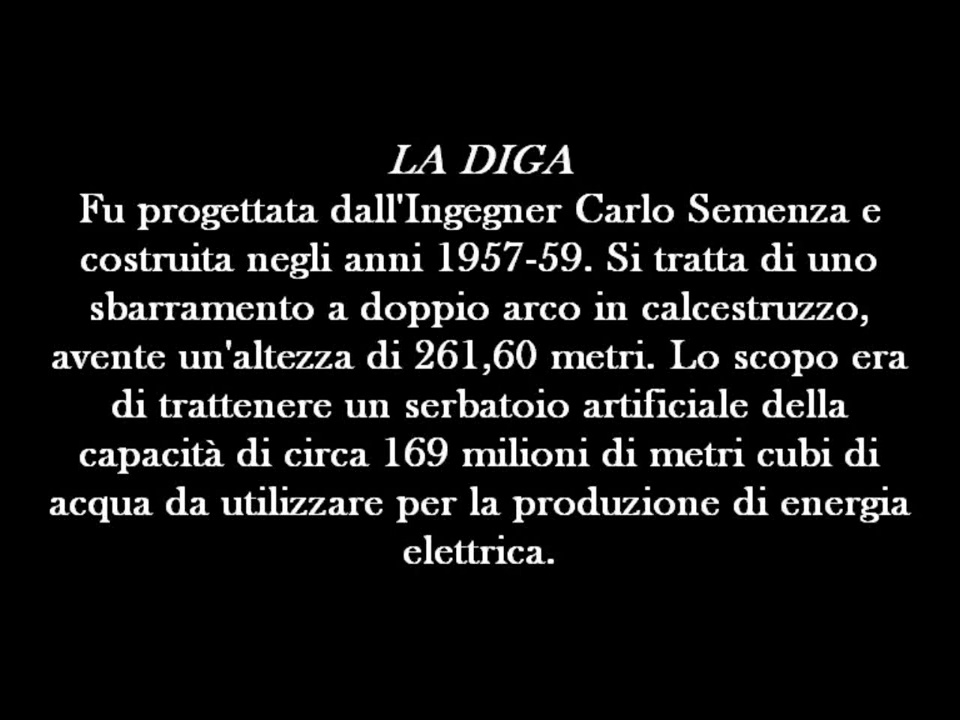 LA DIGA
Fu progettata dall'Ingegner Carlo Semenza e
costruita negli anni 1957-59. Si tratta di uno
sbarramento a doppio arco in calcestruzzo,
avente un'altezza di 261,60 metri. Lo scopo era
di trattenere un serbatoio artificiale della
capacità di circa 169 milioni di metri cubi di
acqua da utilizzare per la produzione di energia
elettrica.